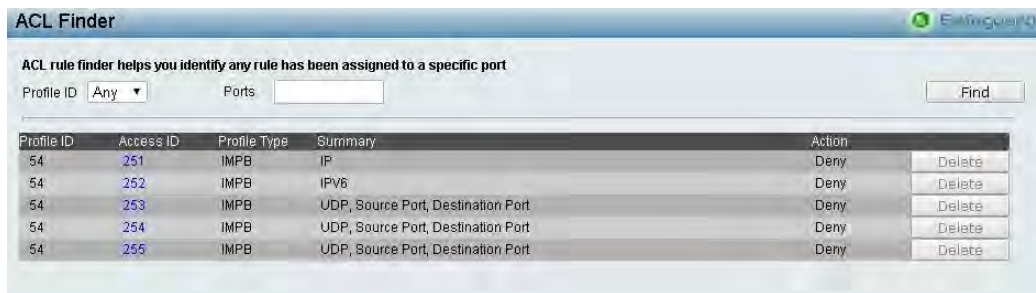 ACL Finder
ACL rule finder helps you identify any rule has been assigned to a specific port
Profile ID Any ▼ Ports Find
Profile ID Access ID Profile Type Summary Action
54 251 IMPB IP Deny Delete
54 252 IMPB IPV6 Deny Delete
54 253 IMPB UDP, Source Port, Destination Port Deny Delete
54 254 IMPB UDP, Source Port, Destination Port Deny Delete
54 255 IMPB UDP, Source Port, Destination Port Deny Delete